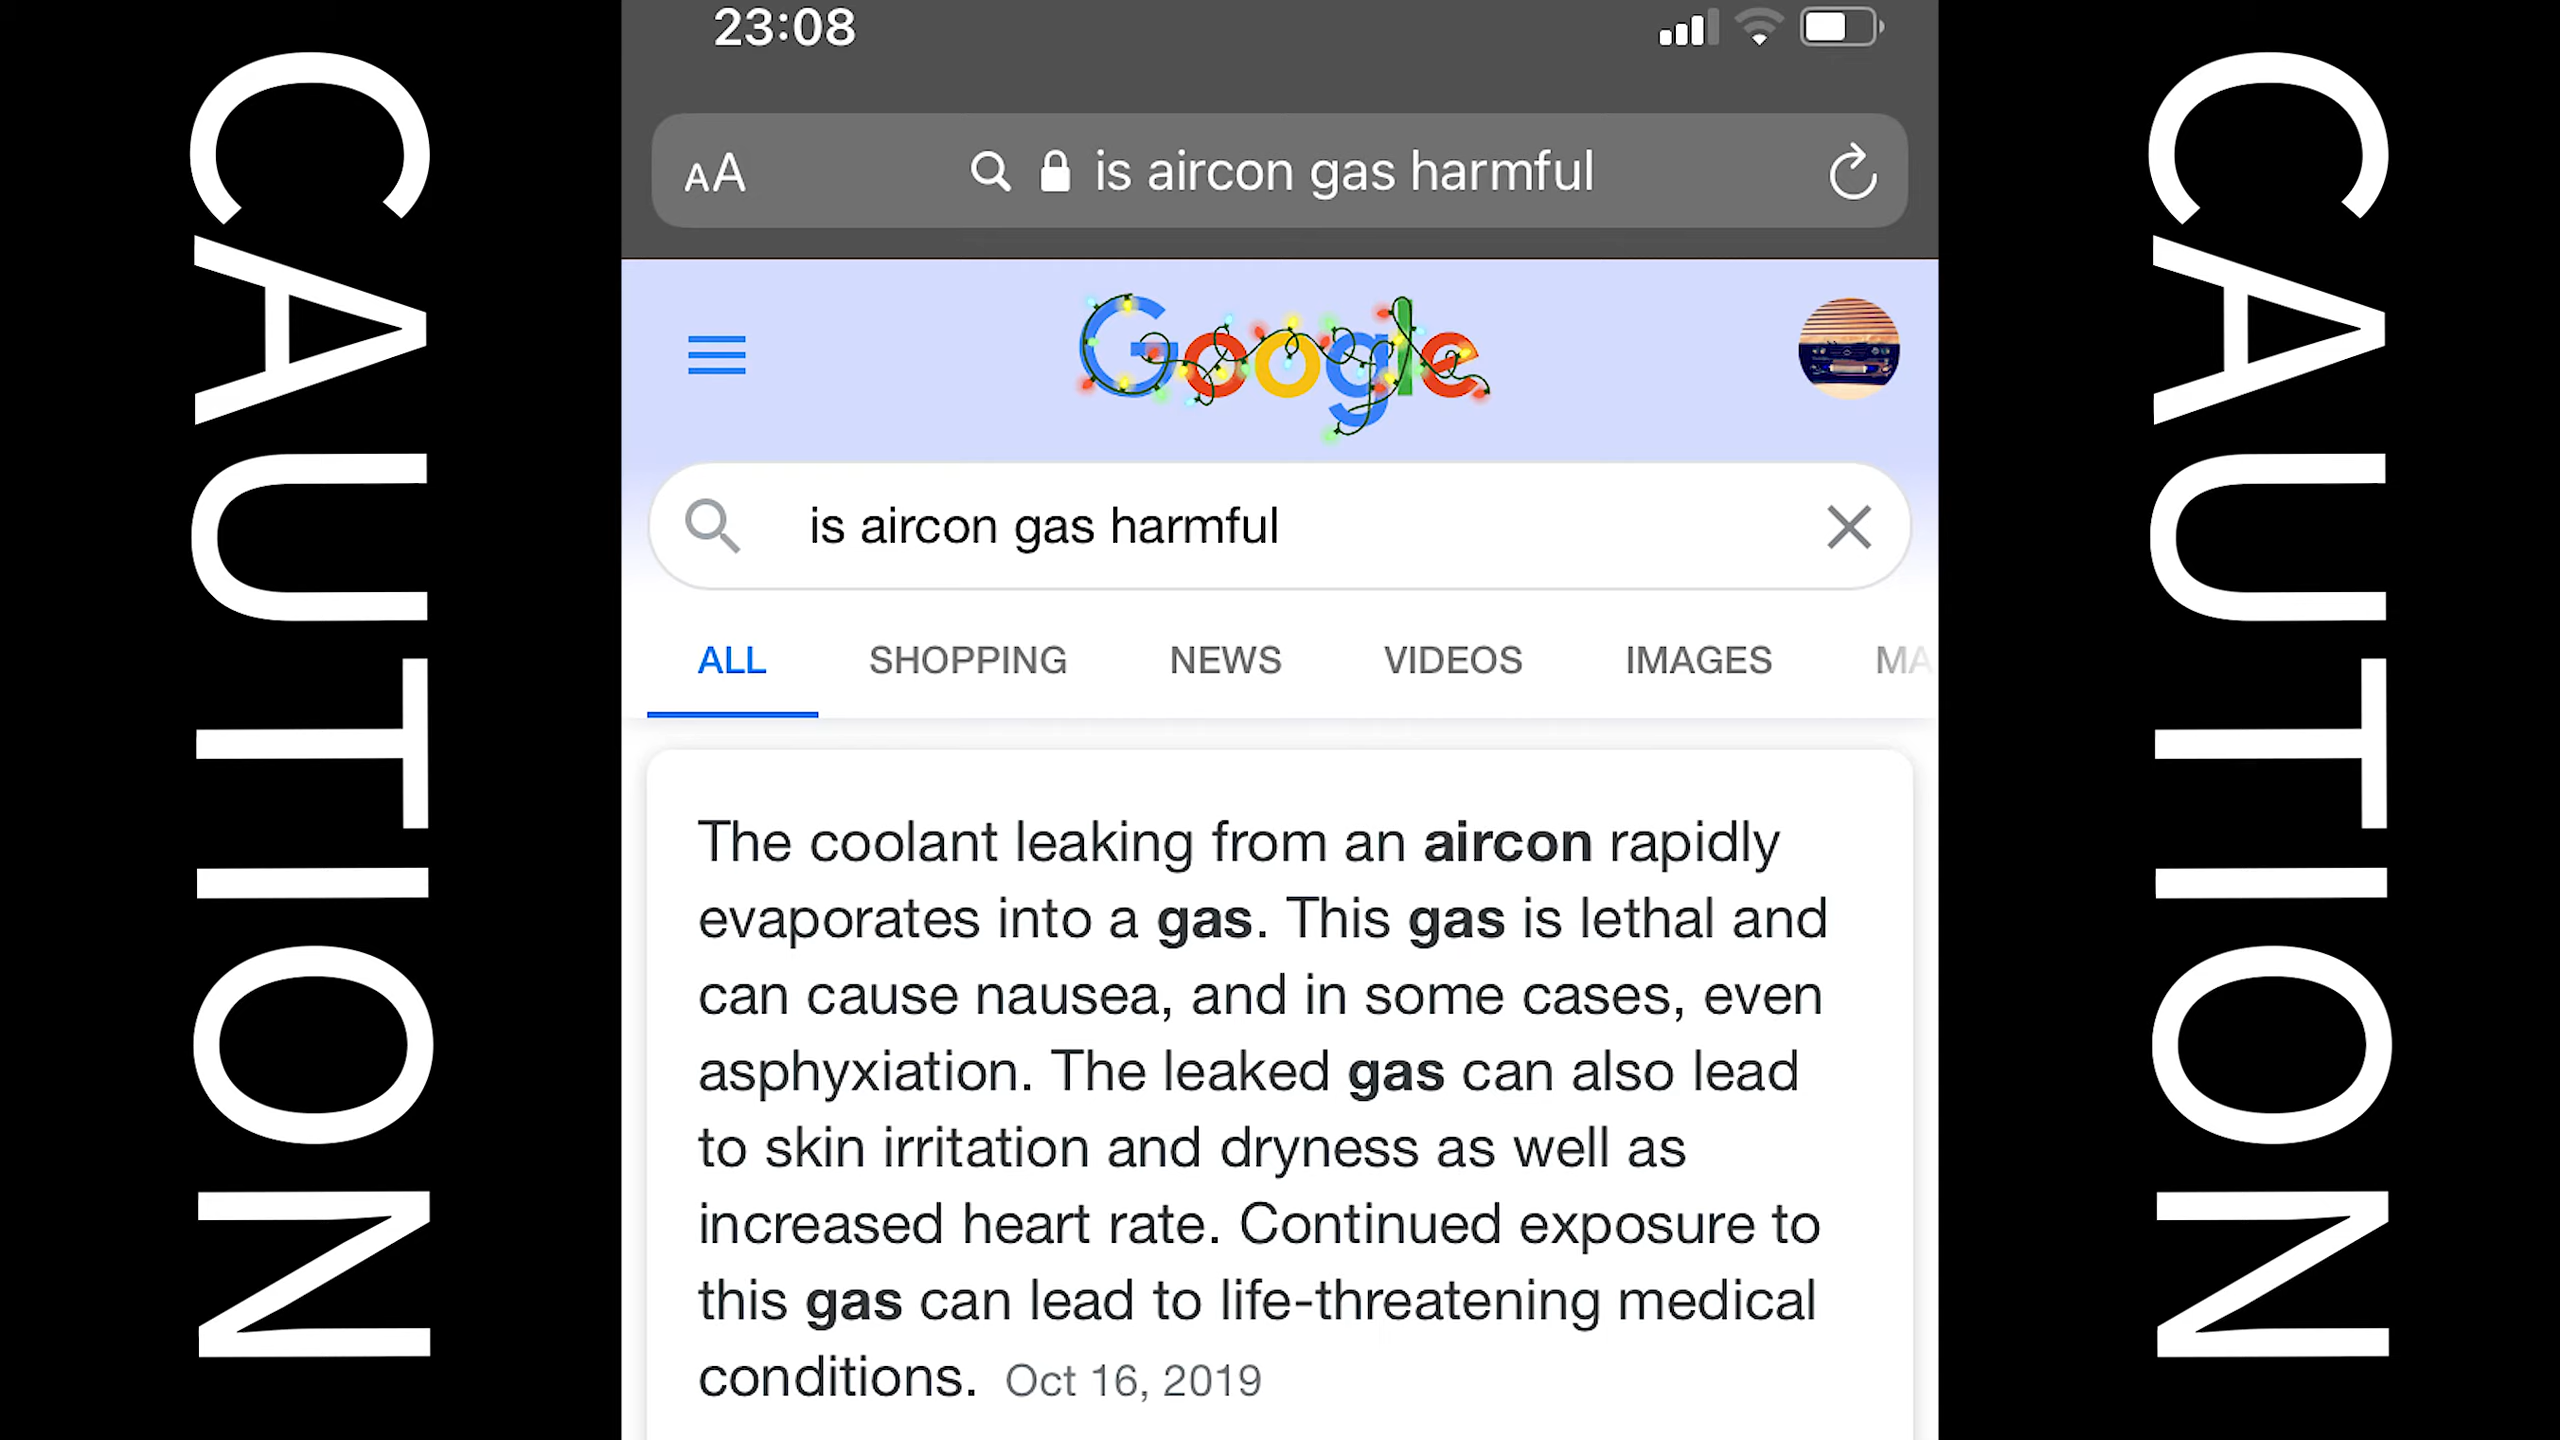 CAUTION
23:08
AA is aircon gas harmful
Google
is aircon gas harmful
ALL SHOPPING NEWS VIDEOS IMAGES MA
The coolant leaking from an aircon rapidly
evaporates into a gas. This gas is lethal and
can cause nausea, and in some cases, even
asphyxiation. The leaked gas can also lead
to skin irritation and dryness as well as
increased heart rate. Continued exposure to
this gas can lead to life-threatening medical
conditions. Oct 16, 2019
CAUTION